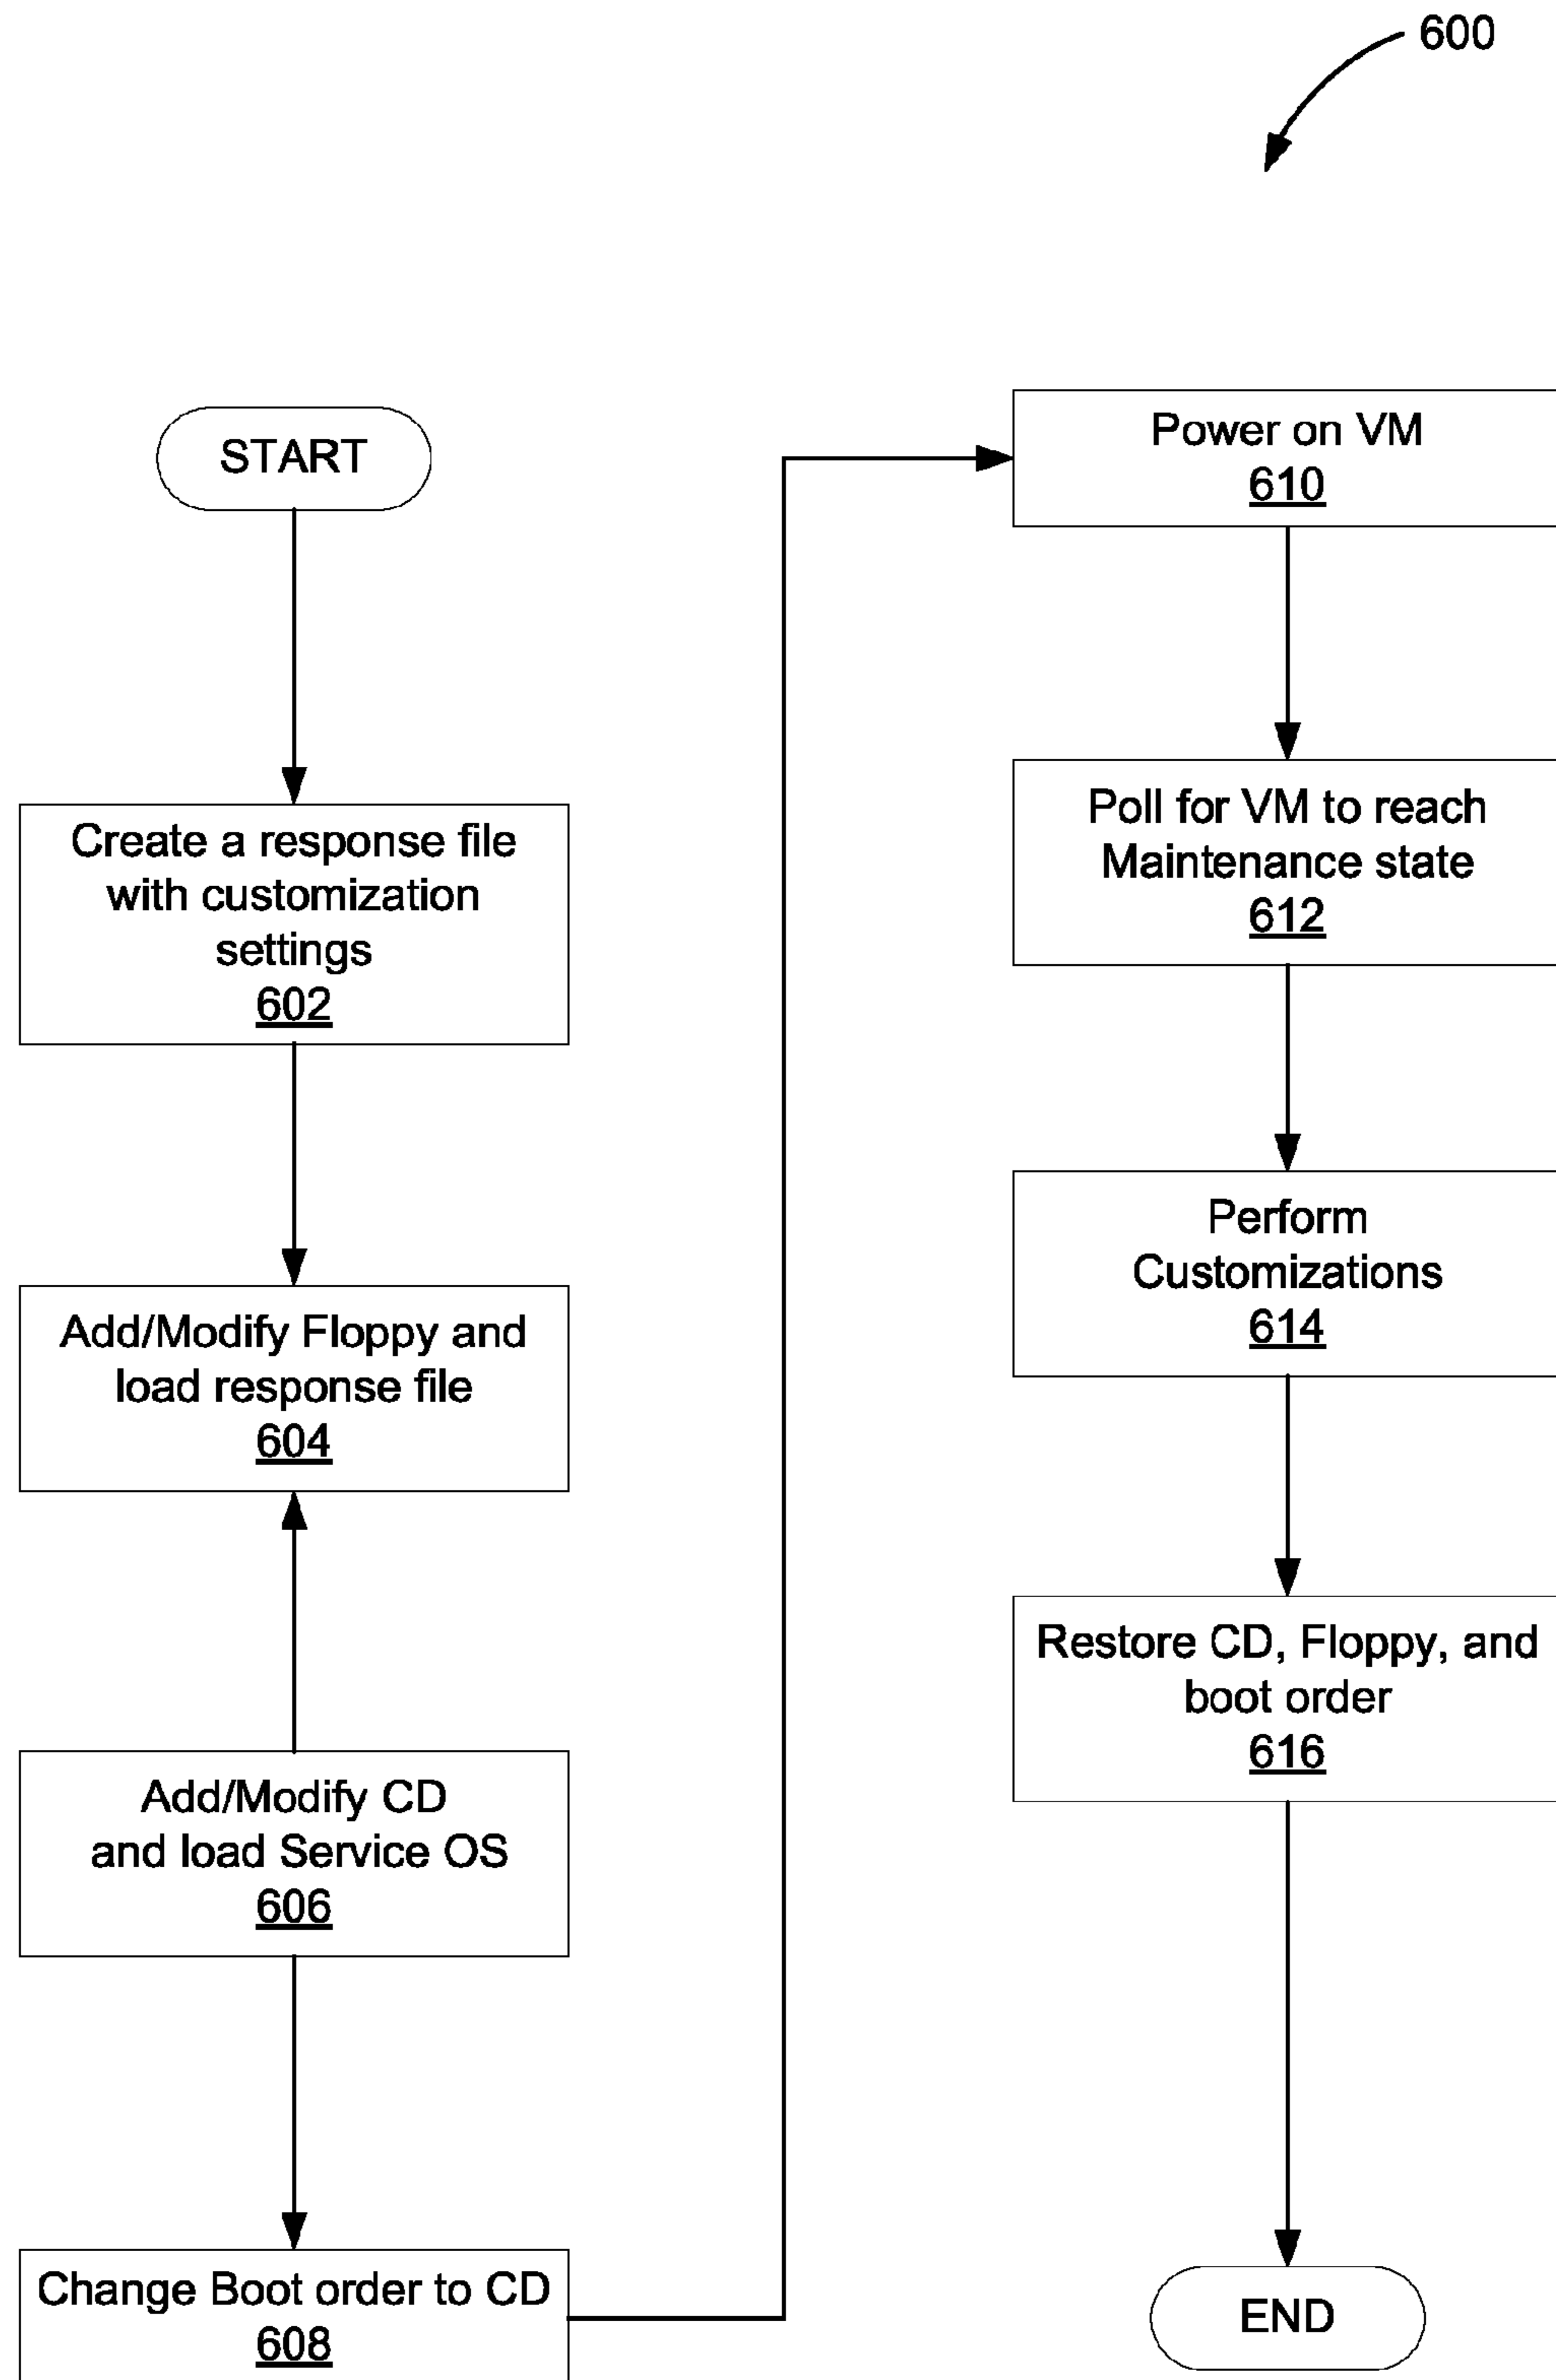 600
START
Create a response file
with customization
settings
602
Add/Modify Floppy and
load response file
604
Add/Modify CD
and load Service OS
606
Change Boot order to CD
608
Power on VM
610
Poll for VM to reach
Maintenance state
612
Perform
Customizations
614
Restore CD, Floppy, and
boot order
616
END